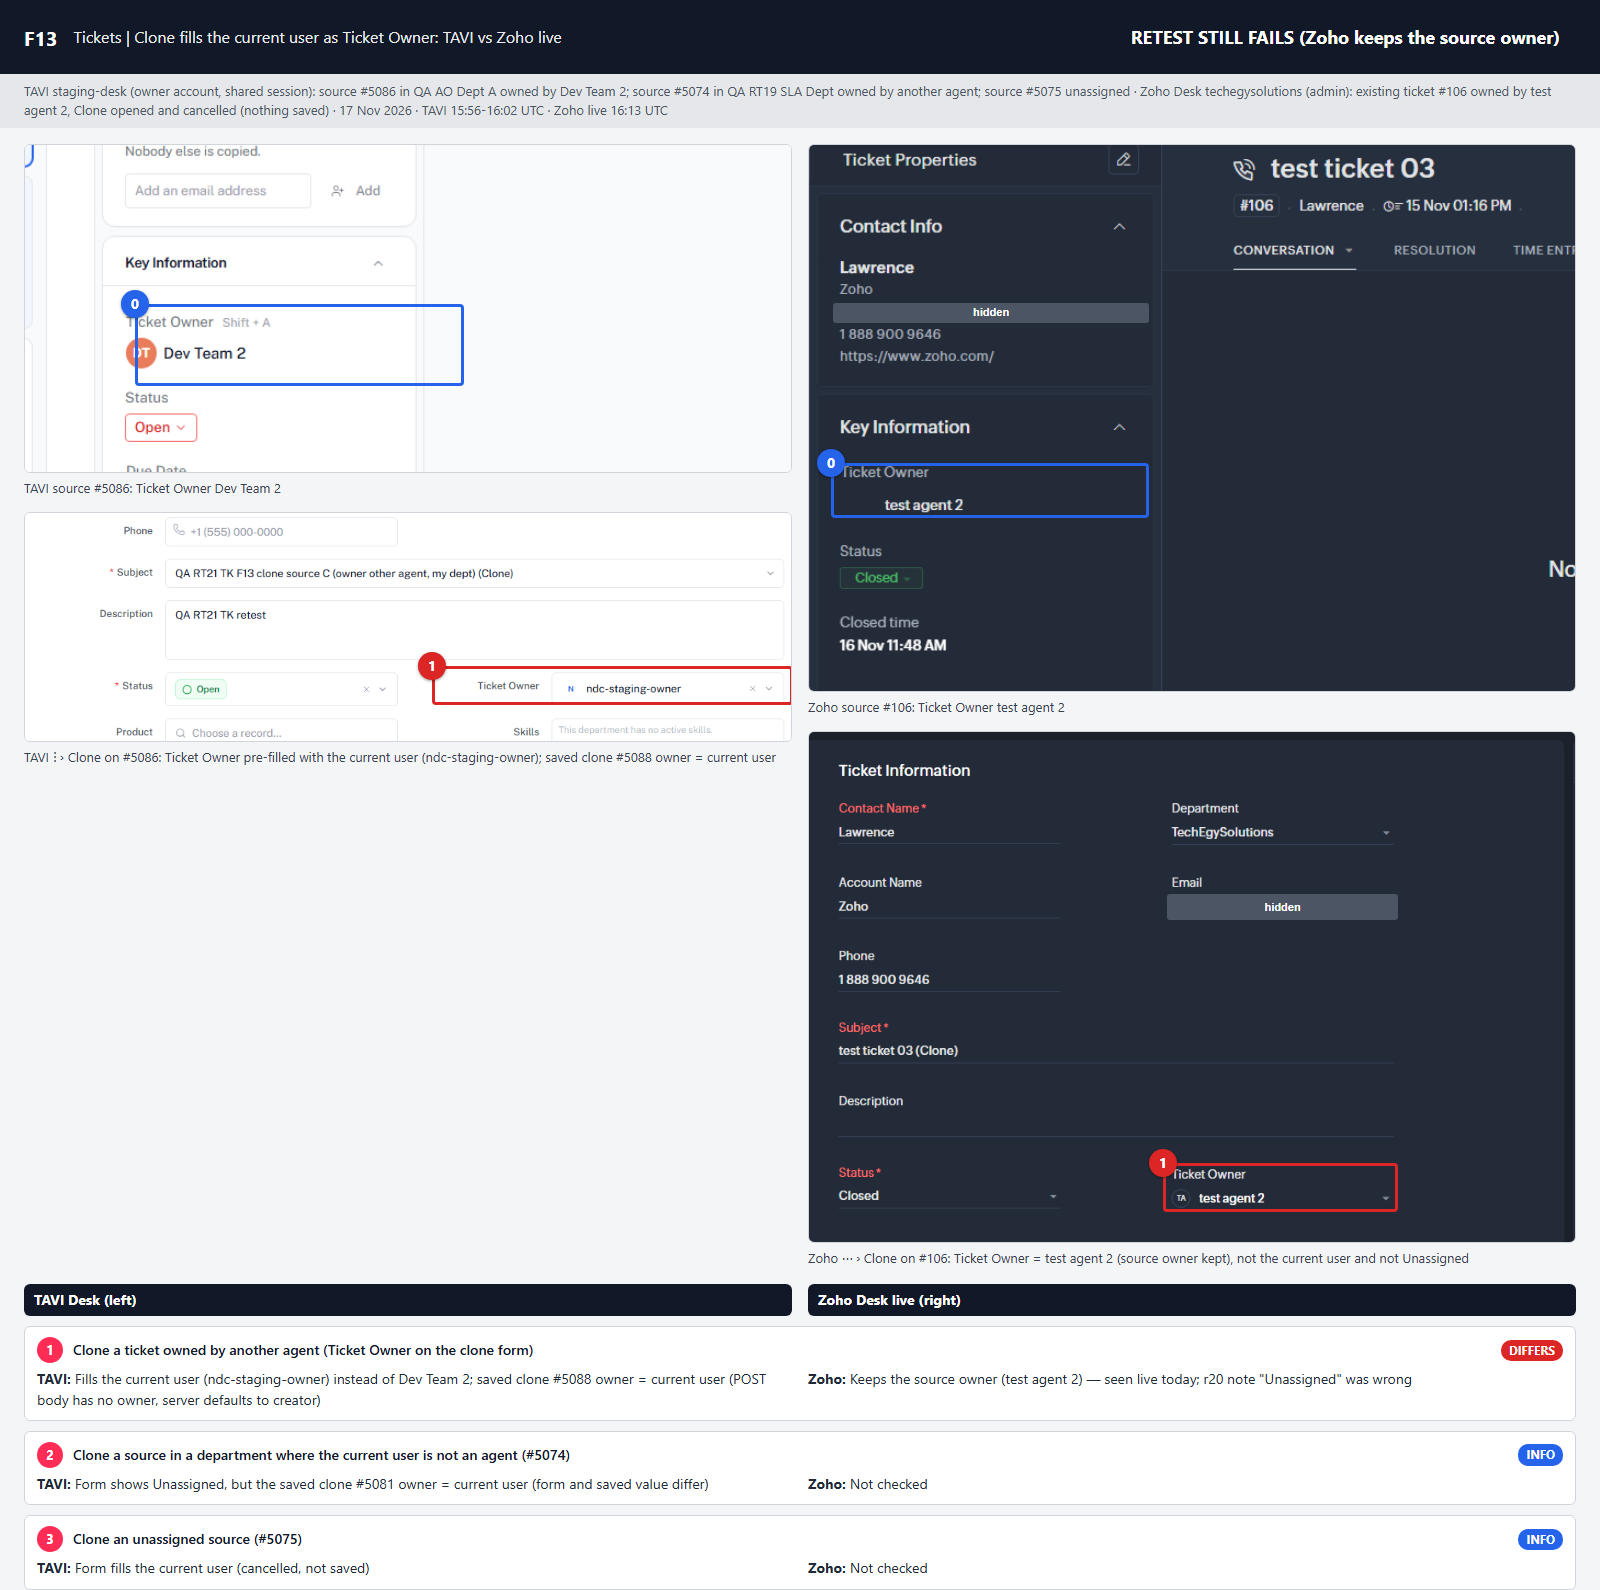 F13 Tickets | Clone fills the current user as Ticket Owner: TAVI vs Zoho live
RETEST STILL FAILS (Zoho keeps the source owner)
TAVI staging-desk (owner account, shared session): source #5086 in QA AO Dept A owned by Dev Team 2; source #5074 in QA RT19 SLA Dept owned by another agent; source #5075 unassigned · Zoho Desk techegysolutions (admin): existing ticket #106 owned by test
agent 2, Clone opened and cancelled (nothing saved) · 17 Nov 2026 · TAVI 15:56-16:02 UTC · Zoho live 16:13 UTC
Nobody else is copied.
Add an email address
Add
Key Information
0
Ticket Owner Shift + A
DT Dev Team 2
Status
Open
Due Date
TAVI source #5086: Ticket Owner Dev Team 2
Phone +1 (555) 000-0000
* Subject QA RT21 TK F13 clone source C (owner other agent, my dept) (Clone)
Description QA RT21 TK retest
1
* Status Open
Ticket Owner N ndc-staging-owner
Product Choose a record...
Skills This department has no active skills.
TAVI ⋮ › Clone on #5086: Ticket Owner pre-filled with the current user (ndc-staging-owner); saved clone #5088 owner = current user
Ticket Properties
Contact Info
Lawrence
Zoho
hidden
1 888 900 9646
https://www.zoho.com/
Key Information
0
Ticket Owner
test agent 2
Status
Closed
Closed time
16 Nov 11:48 AM
test ticket 03
#106 . Lawrence . 15 Nov 01:16 PM .
CONVERSATION RESOLUTION TIME ENTR
No
Zoho source #106: Ticket Owner test agent 2
Ticket Information
Contact Name *
Lawrence
Department
TechEgySolutions
Account Name
Zoho
Email
hidden
Phone
1 888 900 9646
Subject *
test ticket 03 (Clone)
Description
Status *
Closed
1
Ticket Owner
TA test agent 2
Zoho ··· › Clone on #106: Ticket Owner = test agent 2 (source owner kept), not the current user and not Unassigned
TAVI Desk (left)
Zoho Desk live (right)
1 Clone a ticket owned by another agent (Ticket Owner on the clone form)
DIFFERS
TAVI: Fills the current user (ndc-staging-owner) instead of Dev Team 2; saved clone #5088 owner = current user (POST
body has no owner, server defaults to creator)
Zoho: Keeps the source owner (test agent 2) — seen live today; r20 note "Unassigned" was wrong
2 Clone a source in a department where the current user is not an agent (#5074)
INFO
TAVI: Form shows Unassigned, but the saved clone #5081 owner = current user (form and saved value differ)
Zoho: Not checked
3 Clone an unassigned source (#5075)
INFO
TAVI: Form fills the current user (cancelled, not saved)
Zoho: Not checked